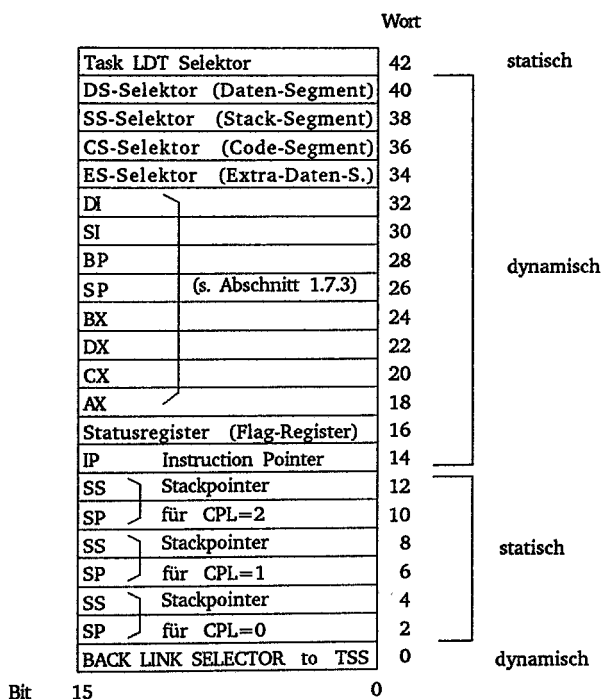 Wort
Task LDT Selektor 42 statisch
DS-Selektor (Daten-Segment) 40
SS-Selektor (Stack-Segment) 38
CS-Selektor (Code-Segment) 36
ES-Selektor (Extra-Daten-S.) 34
DI 32
SI 30
BP 28 dynamisch
SP (s. Abschnitt 1.7.3) 26
BX 24
DX 22
CX 20
AX 18
Statusregister (Flag-Register) 16
IP Instruction Pointer 14
SS Stackpointer 12
SP für CPL=2 10
SS Stackpointer 8 statisch
SP für CPL=1 6
SS Stackpointer 4
SP für CPL=0 2
BACK LINK SELECTOR to TSS 0 dynamisch
Bit 15 0